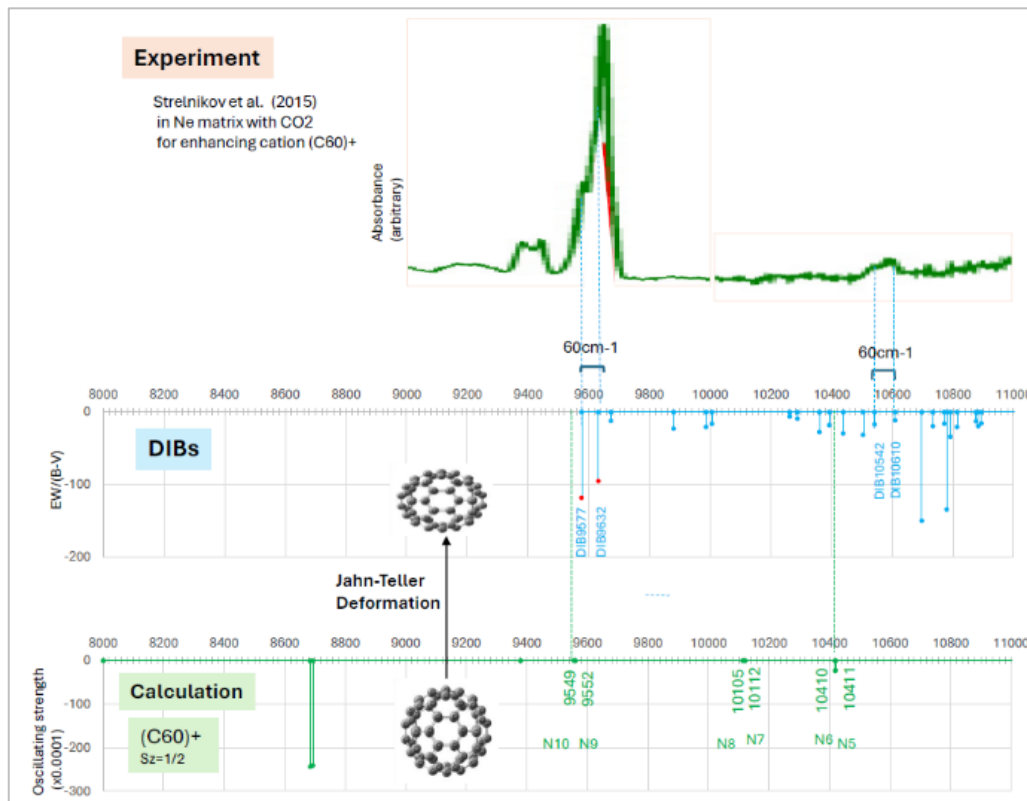 Experiment
Strelnikov et al. (2015)
in Ne matrix with CO2
for enhancing cation (C60)+
Absorbance
(arbitrary)
60cm-1
60cm-1
8000 8200 8400 8600 8800 9000 9200 9400 9600 9800 10000 10200 10400 10600 10800 11000
0
-100
-200
EW/(B-V)
DIBs
DIB9577
DIB9632
DIB10542
DIB10610
Jahn-Teller
Deformation
8000 8200 8400 8600 8800 9000 9200 9400 9600 9800 10000 10200 10400 10600 10800 11000
0
-100
-200
-300
Oscillating strength
(x0.0001)
Calculation
(C60)+
Sz=1/2
9549
9552
10105
10112
10410
10411
N10 N9 N8 N7 N6 N5